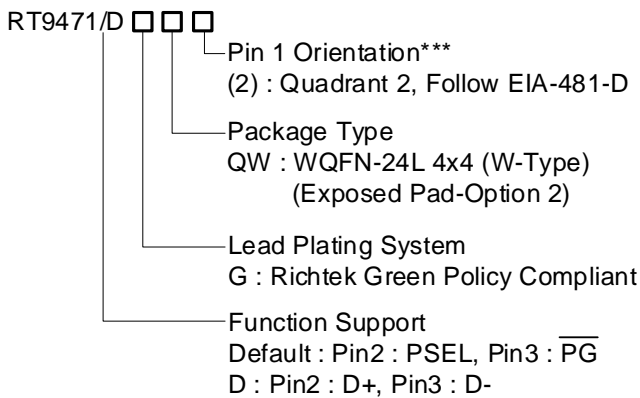 RT9471/D □ □ □
Pin 1 Orientation***
(2) : Quadrant 2, Follow EIA-481-D
Package Type
QW : WQFN-24L 4x4 (W-Type)
(Exposed Pad-Option 2)
Lead Plating System
G : Richtek Green Policy Compliant
Function Support
Default : Pin2 : PSEL, Pin3 : P̅G̅
D : Pin2 : D+, Pin3 : D-